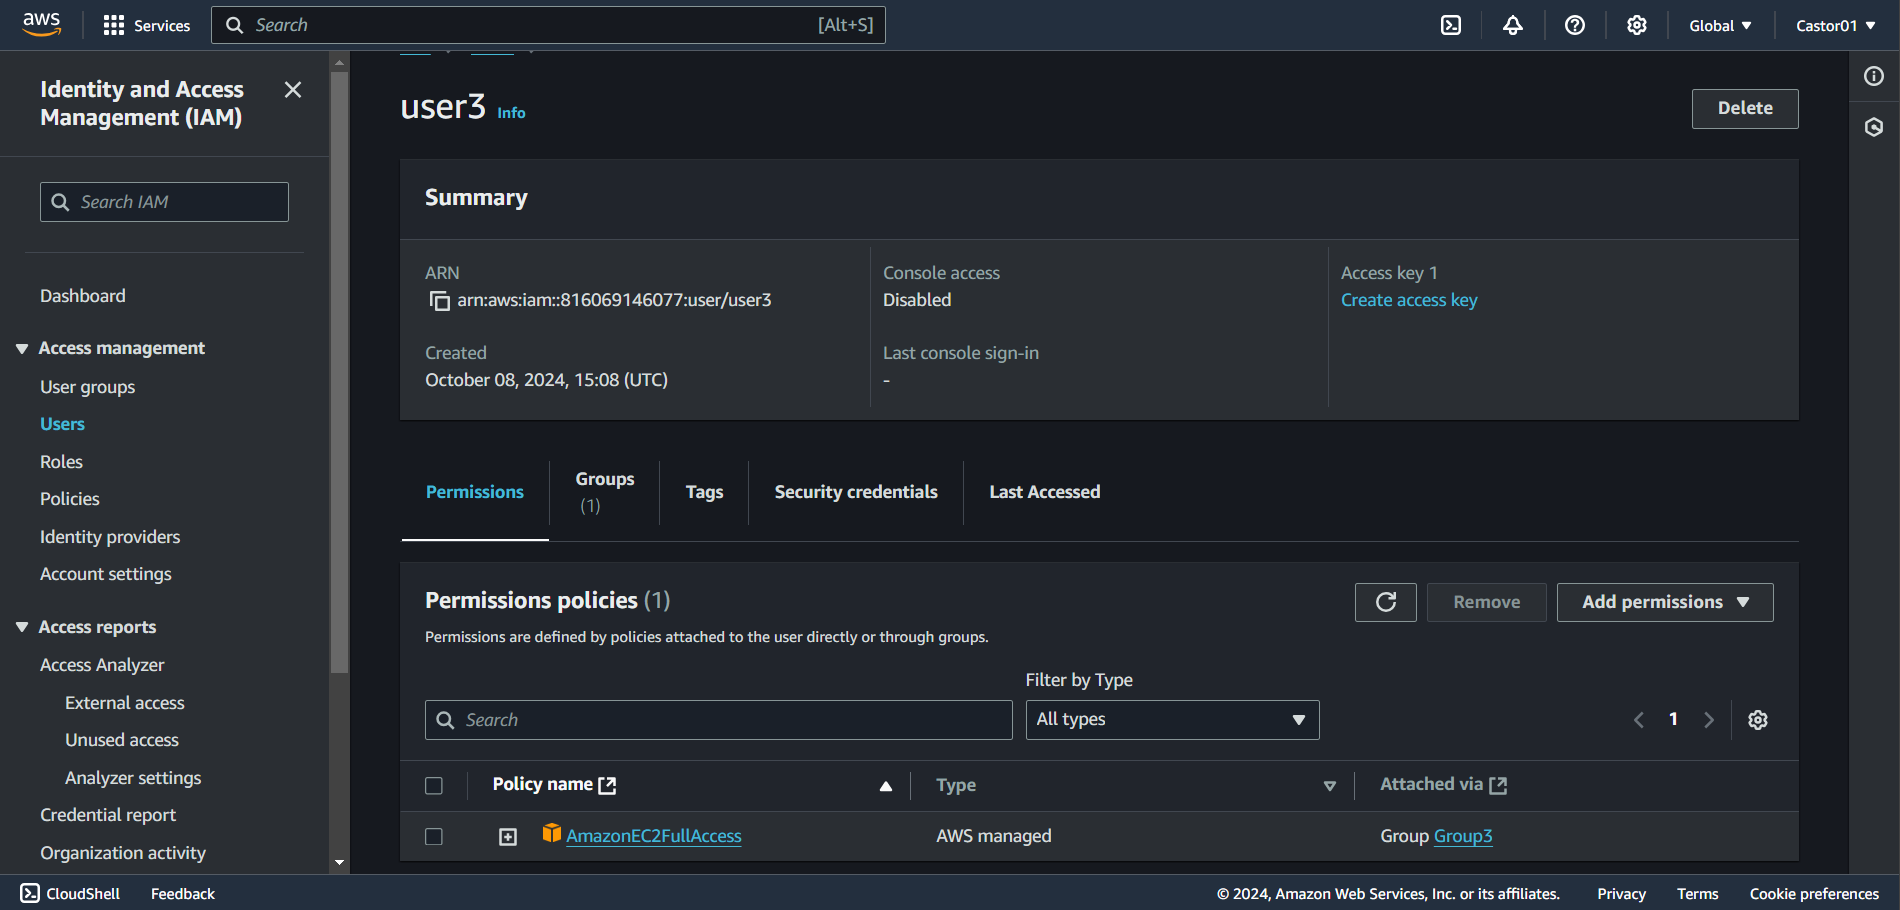 aws
Services
Search
[Alt+S]
Global
Castor01
Identity and Access
Management (IAM)
Search IAM
Dashboard
Access management
User groups
Users
Roles
Policies
Identity providers
Account settings
Access reports
Access Analyzer
External access
Unused access
Analyzer settings
Credential report
Organization activity
user3 Info
Delete
Summary
ARN
arn:aws:iam::816069146077:user/user3
Created
October 08, 2024, 15:08 (UTC)
Console access
Disabled
Last console sign-in
-
Access key 1
Create access key
Permissions
Groups
(1)
Tags
Security credentials
Last Accessed
Permissions policies (1)
Remove
Add permissions
Permissions are defined by policies attached to the user directly or through groups.
Filter by Type
Search
All types
1
Policy name
Type
Attached via
AmazonEC2FullAccess
AWS managed
Group Group3
CloudShell
Feedback
© 2024, Amazon Web Services, Inc. or its affiliates.
Privacy
Terms
Cookie preferences